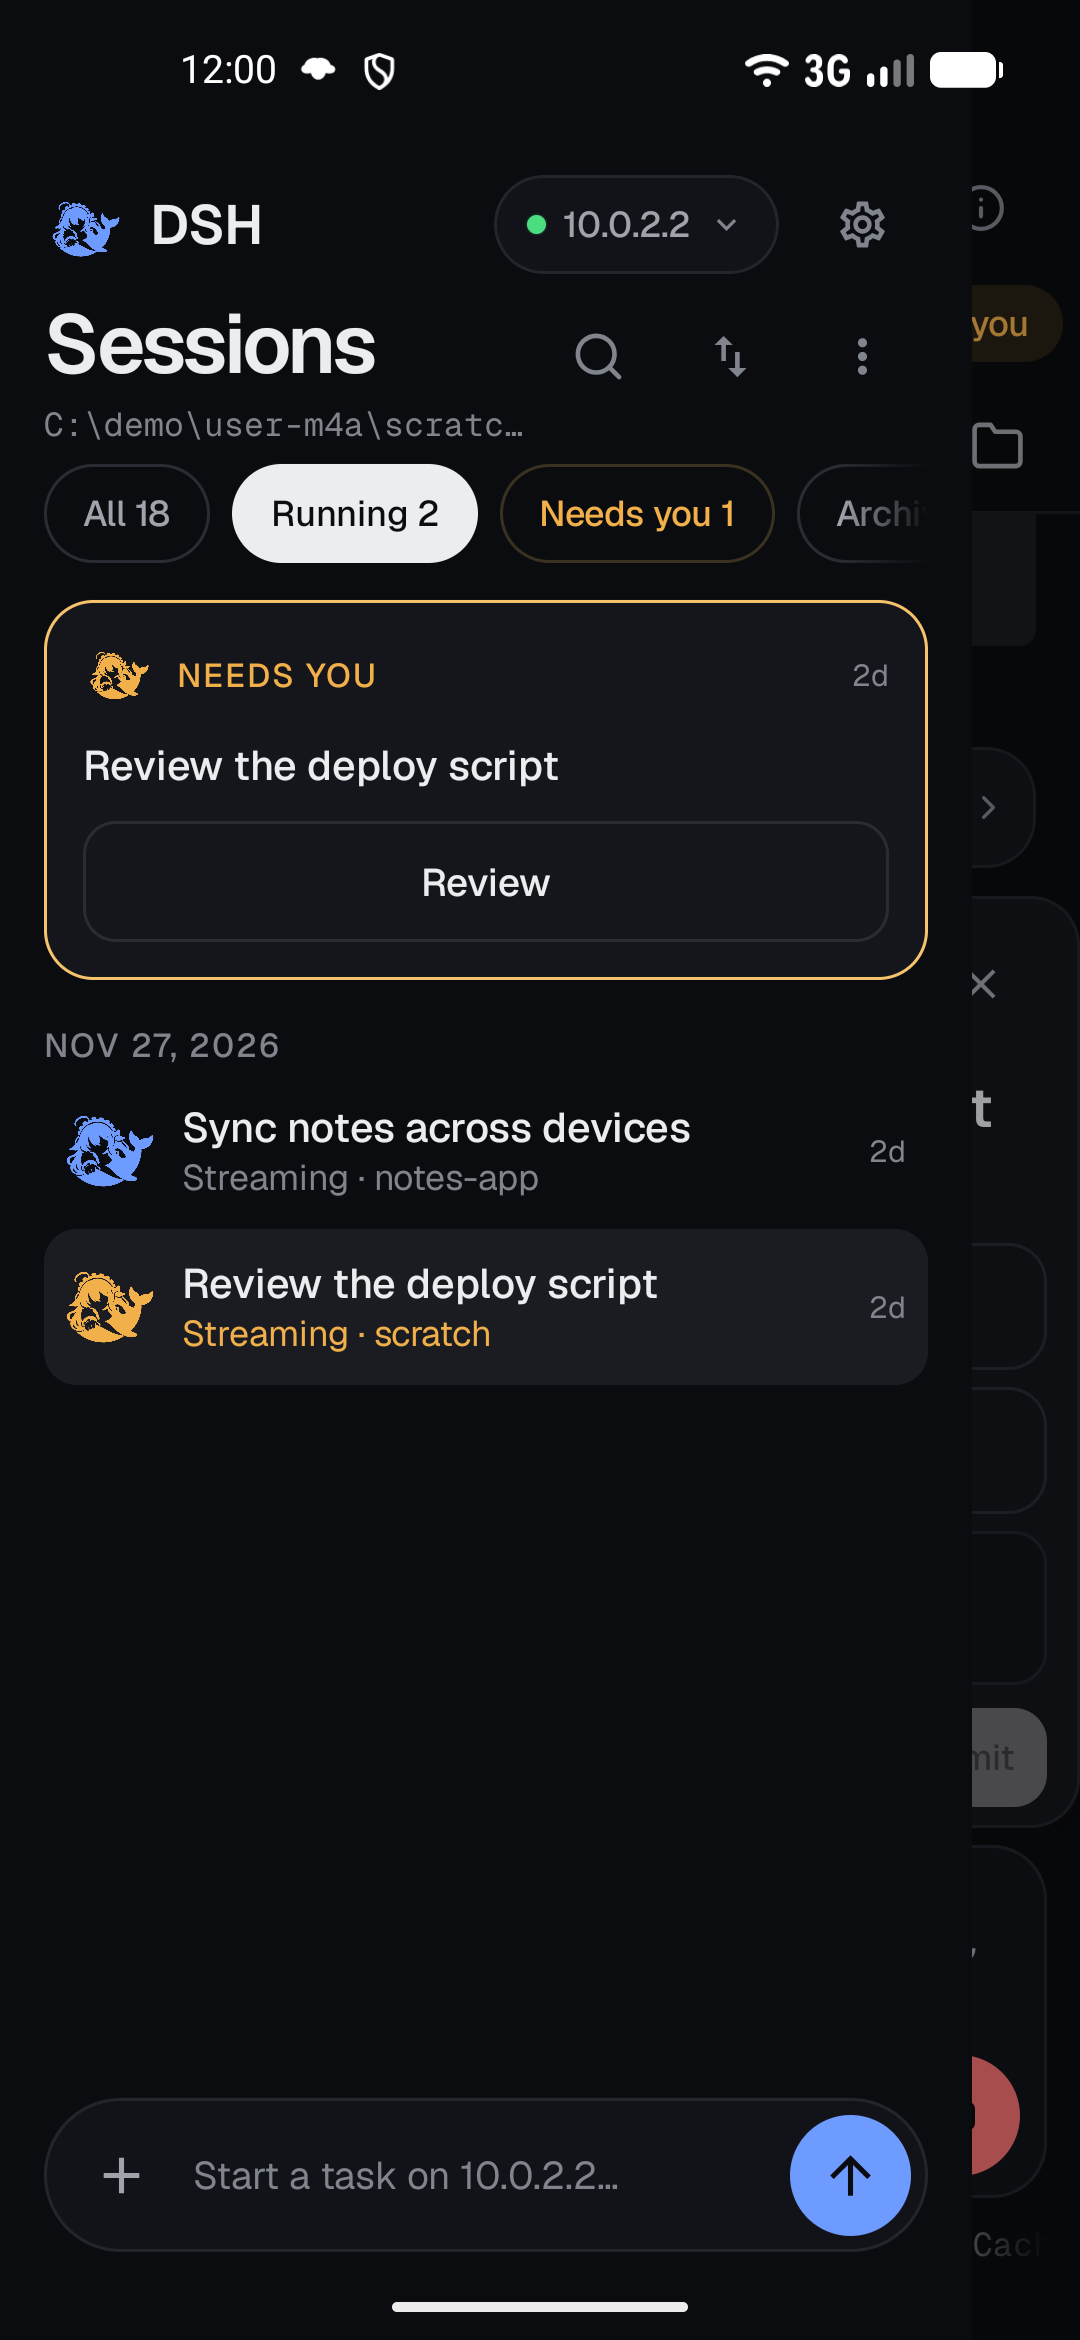 12:00
3G
DSH
10.0.2.2
Sessions
C:\demo\user-m4a\scratc…
All 18
Running 2
Needs you 1
Archi
you
NEEDS YOU
2d
Review the deploy script
Review
NOV 27, 2026
Sync notes across devices
Streaming · notes-app
2d
Review the deploy script
Streaming · scratch
2d
t
mit
Start a task on 10.0.2.2…
Cach